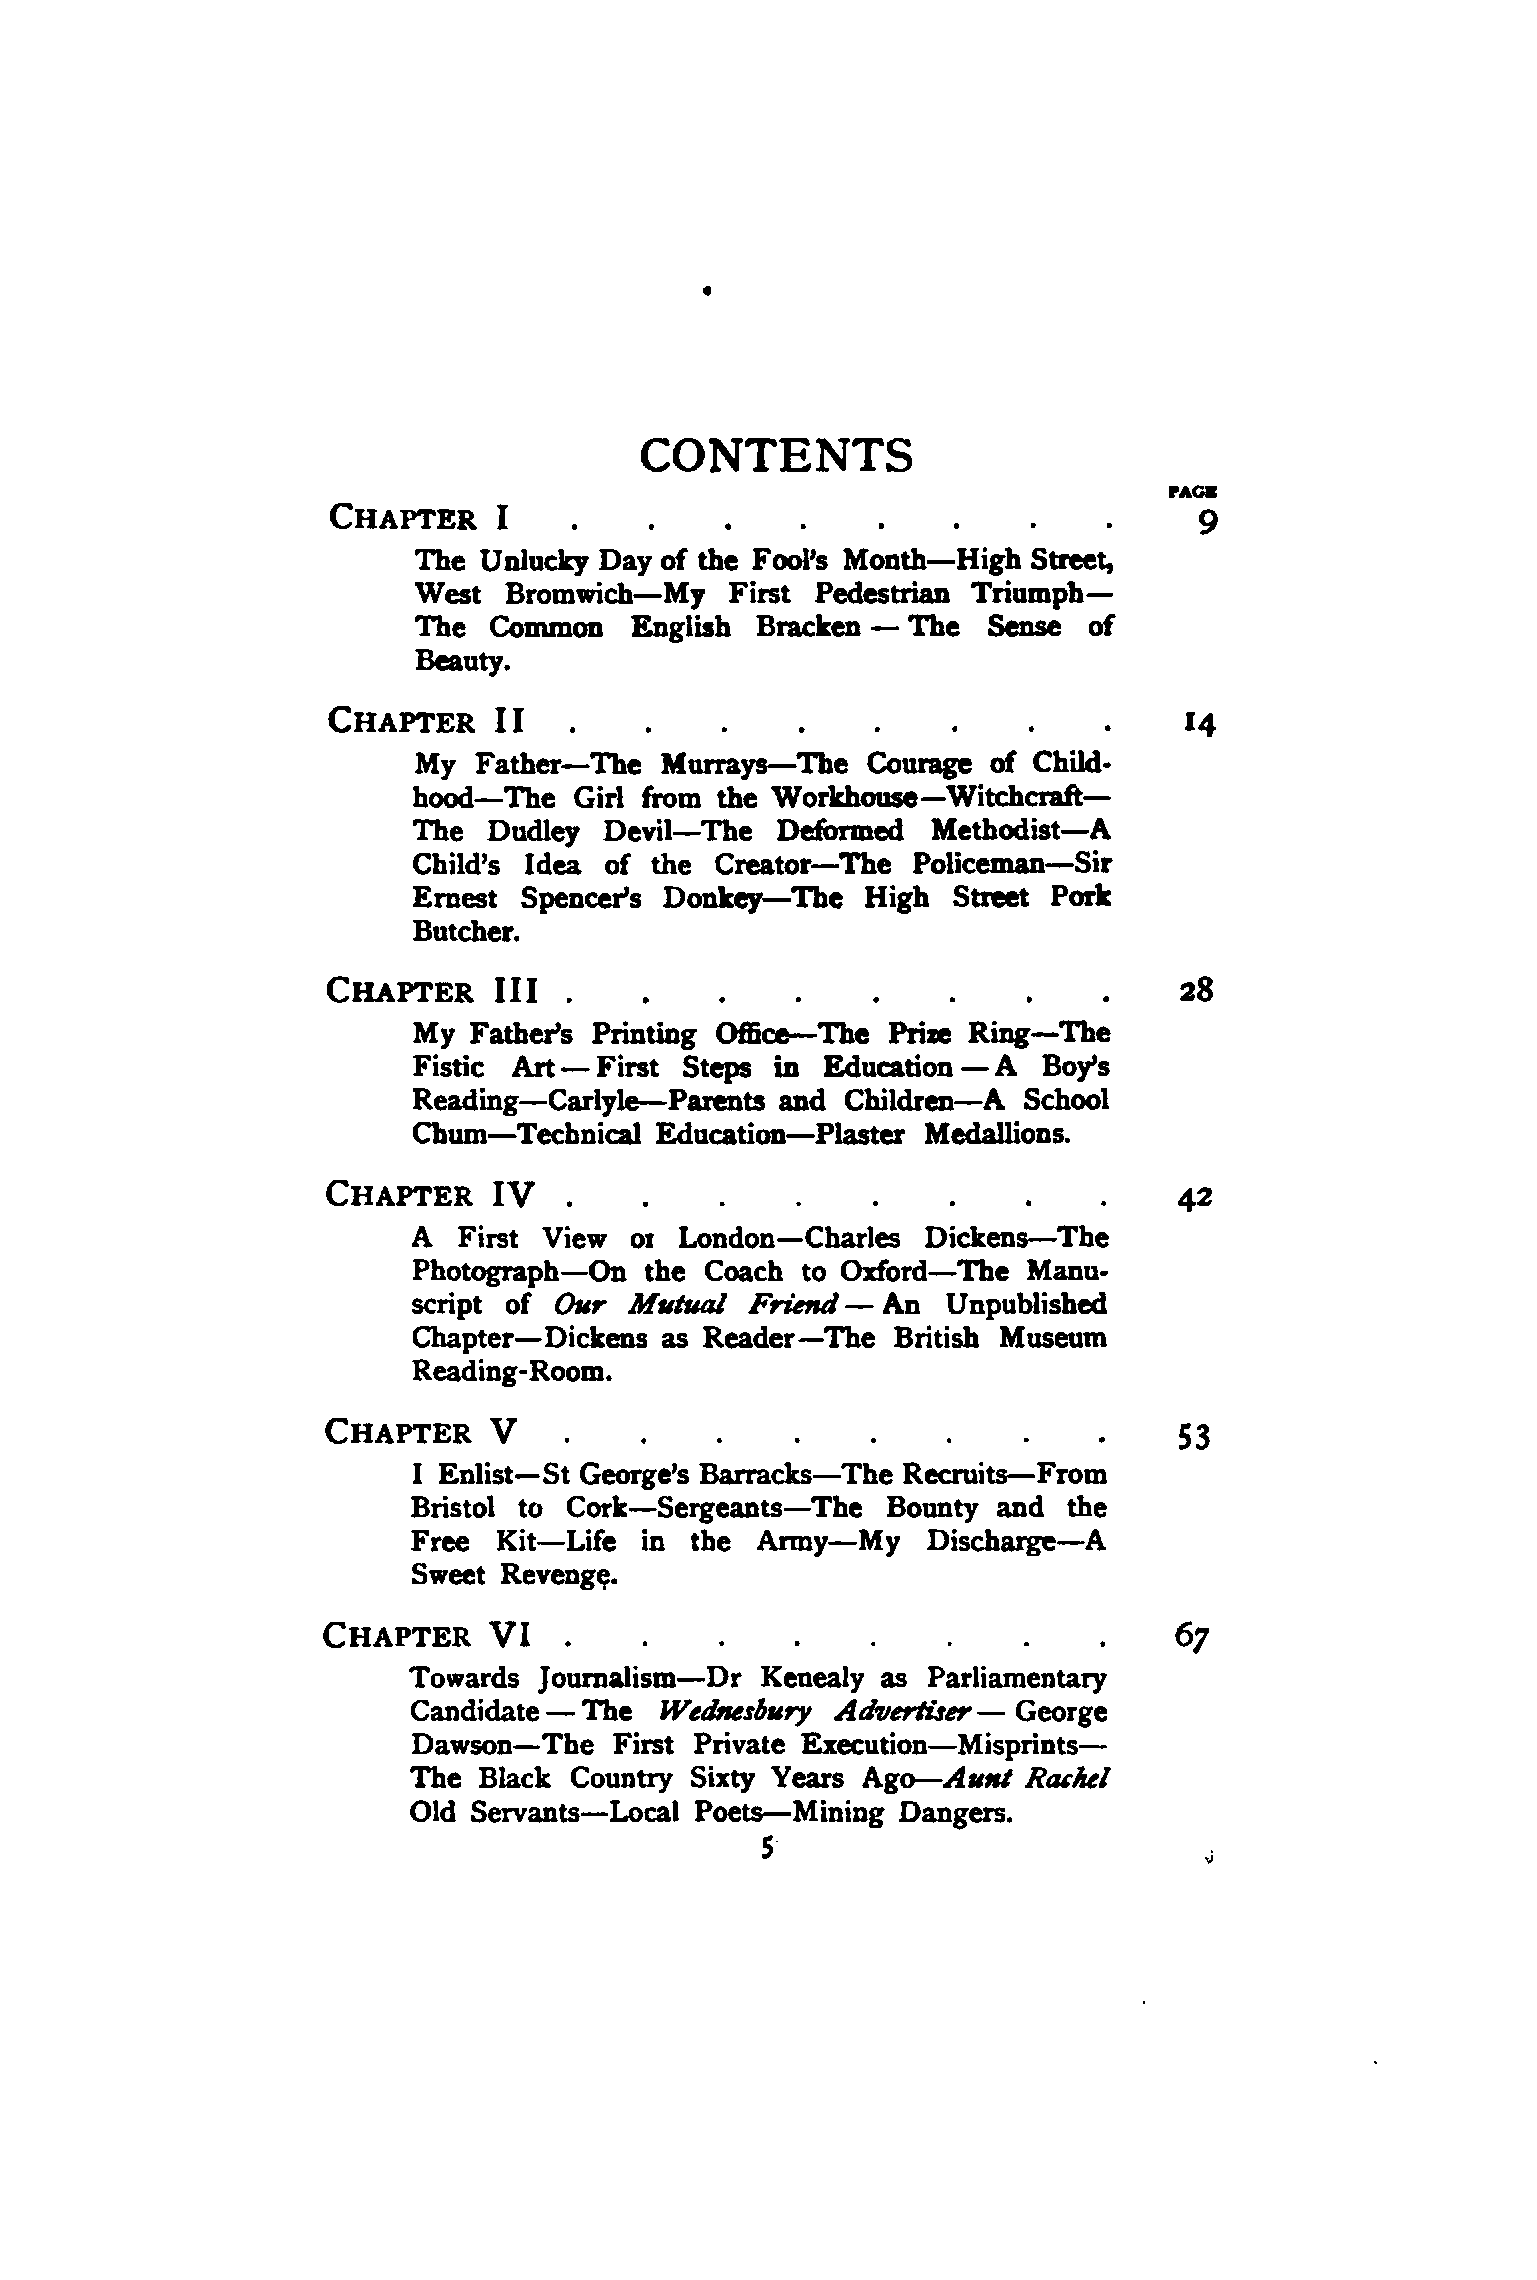 CONTENTS
PAGE
CHAPTER I . . . . . . . . 9
The Unlucky Day of the Fool's Month—High Street,
West Bromwich—My First Pedestrian Triumph—
The Common English Bracken — The Sense of
Beauty.
CHAPTER II . . . . . . . . 14
My Father—The Murrays—The Courage of Child-
hood—The Girl from the Workhouse—Witchcraft—
The Dudley Devil—The Deformed Methodist—A
Child's Idea of the Creator—The Policeman—Sir
Ernest Spencer's Donkey—The High Street Pork
Butcher.
CHAPTER III . . . . . . . . 28
My Father's Printing Office—The Prize Ring—The
Fistic Art — First Steps in Education — A Boy's
Reading—Carlyle—Parents and Children—A School
Chum—Technical Education—Plaster Medallions.
CHAPTER IV . . . . . . . . 42
A First View of London—Charles Dickens—The
Photograph—On the Coach to Oxford—The Manu-
script of Our Mutual Friend — An Unpublished
Chapter—Dickens as Reader—The British Museum
Reading-Room.
CHAPTER V . . . . . . . . 53
I Enlist—St George's Barracks—The Recruits—From
Bristol to Cork—Sergeants—The Bounty and the
Free Kit—Life in the Army—My Discharge—A
Sweet Revenge.
CHAPTER VI . . . . . . . . 67
Towards Journalism—Dr Kenealy as Parliamentary
Candidate — The Wednesbury Advertiser — George
Dawson—The First Private Execution—Misprints—
The Black Country Sixty Years Ago—Aunt Rachel
Old Servants—Local Poets—Mining Dangers.
5